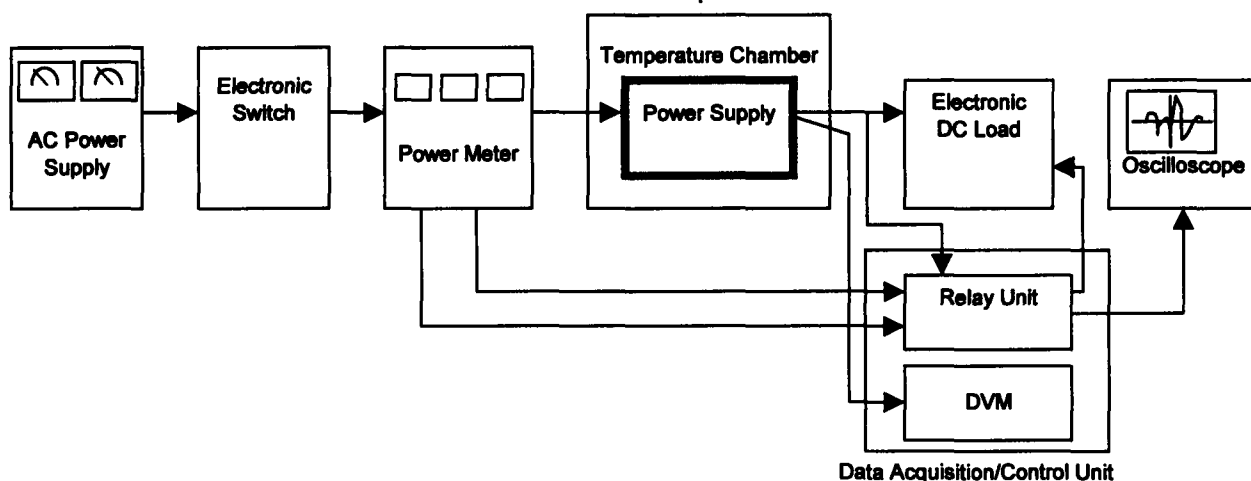 AC Power
Supply
Electronic
Switch
Power Meter
Temperature Chamber
Power Supply
Electronic
DC Load
Oscilloscope
Relay Unit
DVM
Data Acquisition/Control Unit